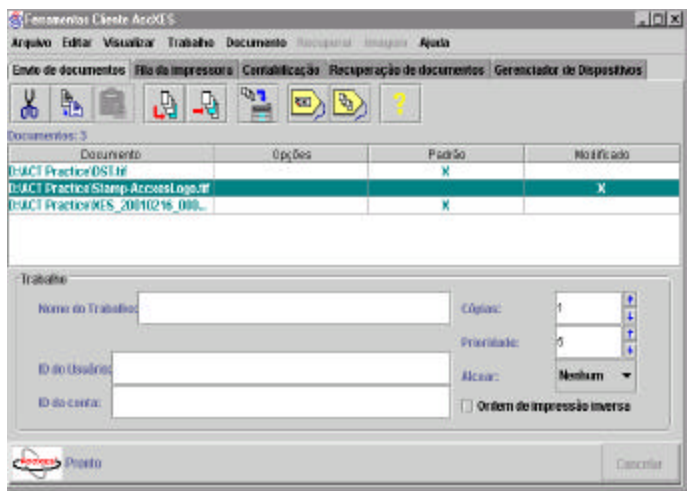 Ferramentas Cliente AccXES
Arquivo Editar Visualizar Trabalho Documento Recuperar Imagem Ajuda
Envio de documentos Fila da impressora Contabilização Recuperação de documentos Gerenciador de Dispositivos
Documentos: 3
Documento Opções Padrão Modificado
D:\ACT Practice\DST.tif X
D:\ACT Practice\Stamp-AccxesLogo.tif X
D:\ACT Practice\XES_20010216_000... X
Trabalho
Nome do Trabalho: Cópias: 1
Prioridade: 5
ID do Usuário: Alcear: Nenhum
ID da conta: Ordem de impressão inversa
Pronto Cancelar